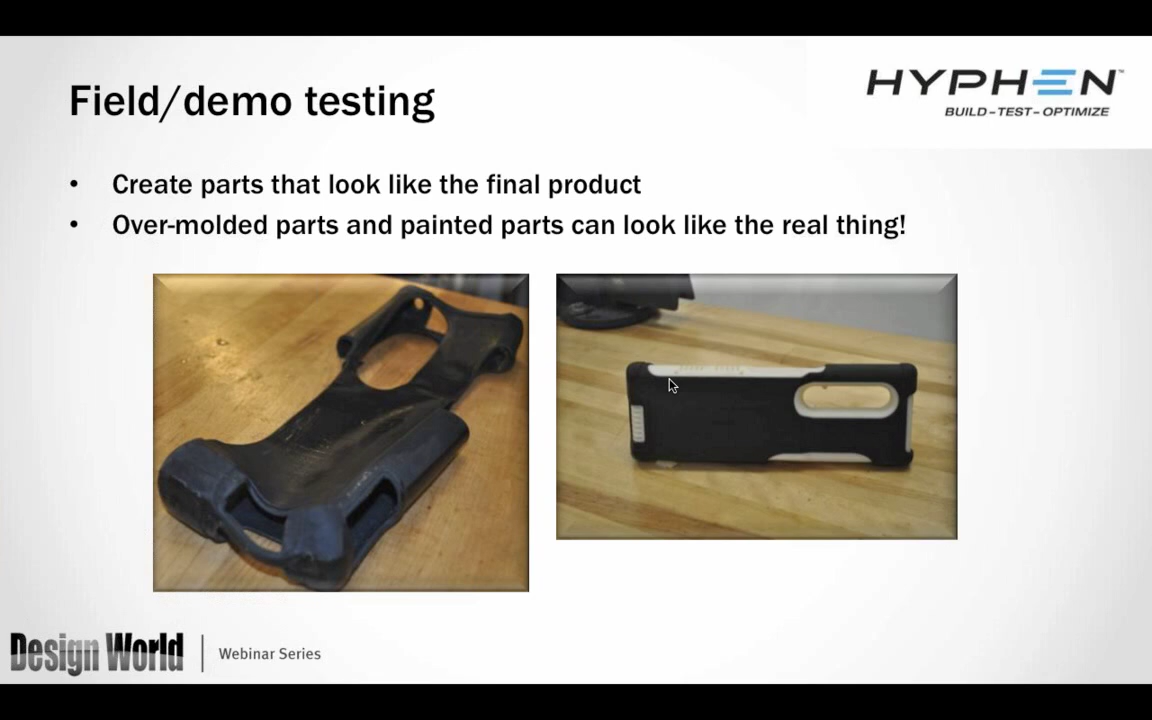 Field/demo testing
HYPHEN™
BUILD–TEST–OPTIMIZE
• Create parts that look like the final product
• Over-molded parts and painted parts can look like the real thing!
Design World
Webinar Series